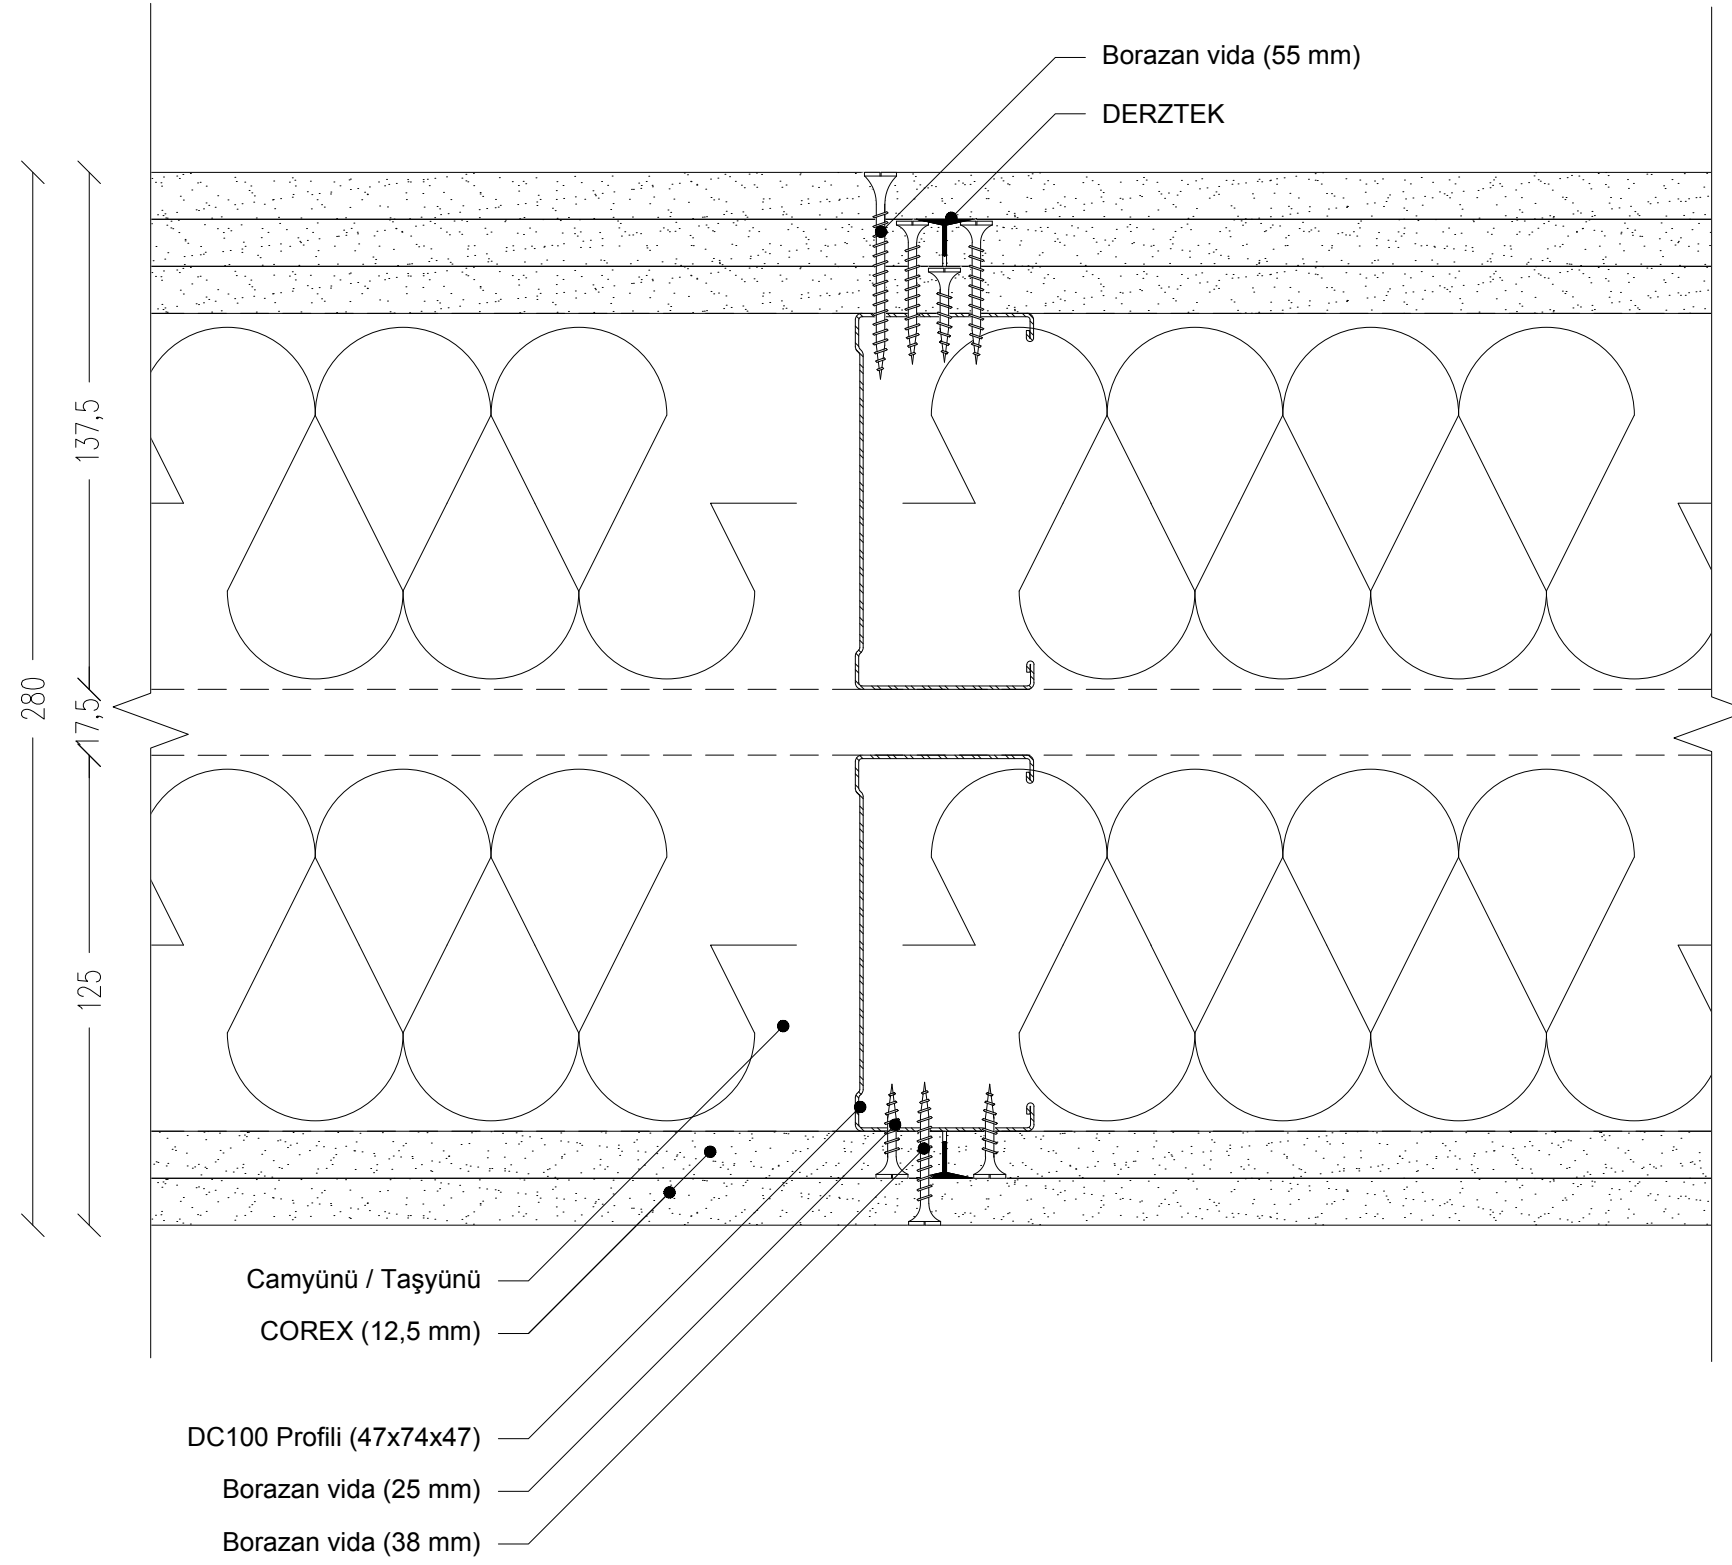 Borazan vida (55 mm)
DERZTEK
137,5
280
17,5
125
Camyünü / Taşyünü
COREX (12,5 mm)
DC100 Profili (47x74x47)
Borazan vida (25 mm)
Borazan vida (38 mm)